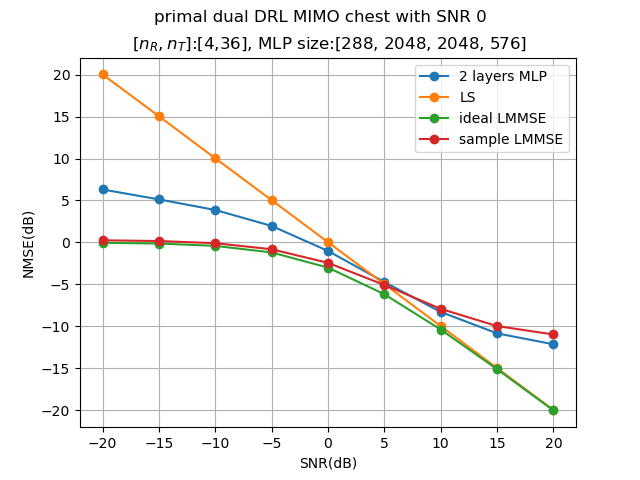 primal dual DRL MIMO chest with SNR 0
[n_R, n_T]:[4,36], MLP size:[288, 2048, 2048, 576]
2 layers MLP
LS
ideal LMMSE
sample LMMSE
NMSE(dB)
20
15
10
5
0
−5
−10
−15
−20
−20 −15 −10 −5 0 5 10 15 20
SNR(dB)